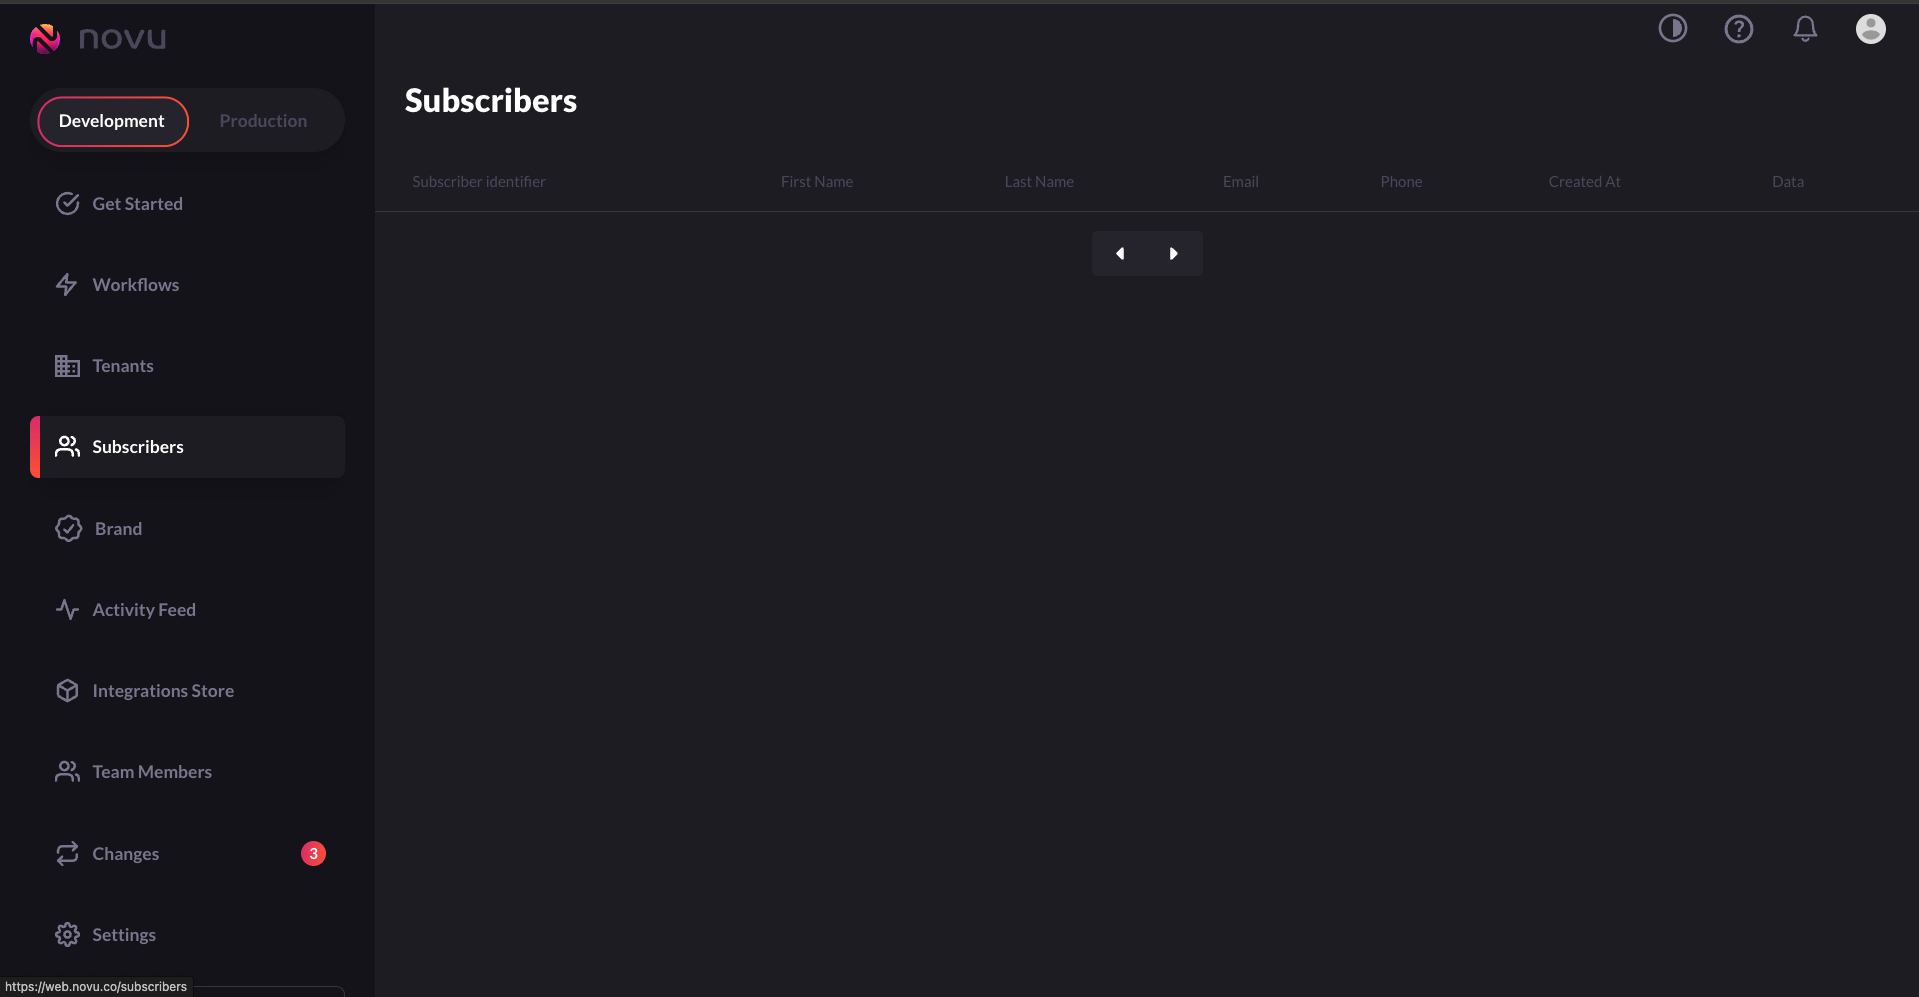 novu
Development
Production
Get Started
Workflows
Tenants
Subscribers
Brand
Activity Feed
Integrations Store
Team Members
Changes
3
Settings
https://web.novu.co/subscribers
Subscribers
Subscriber identifier
First Name
Last Name
Email
Phone
Created At
Data